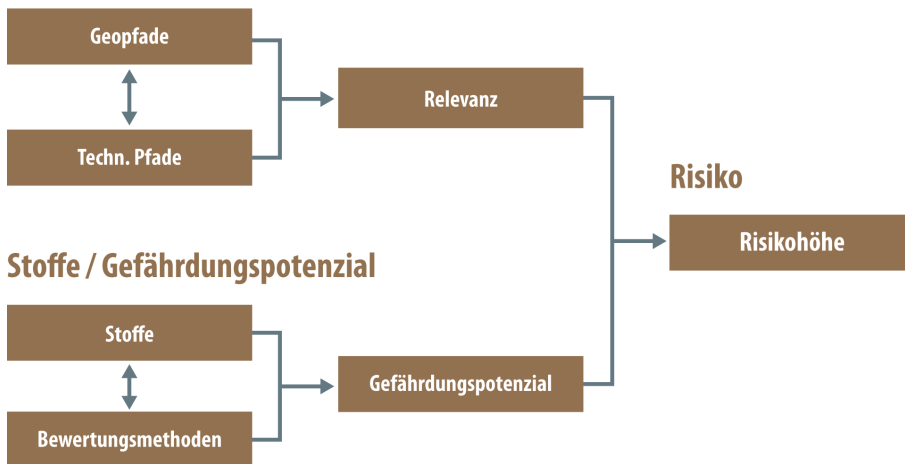 Geopfade
Techn. Pfade
Relevanz
Risiko
Risikohöhe
Stoffe / Gefährdungspotenzial
Stoffe
Bewertungsmethoden
Gefährdungspotenzial